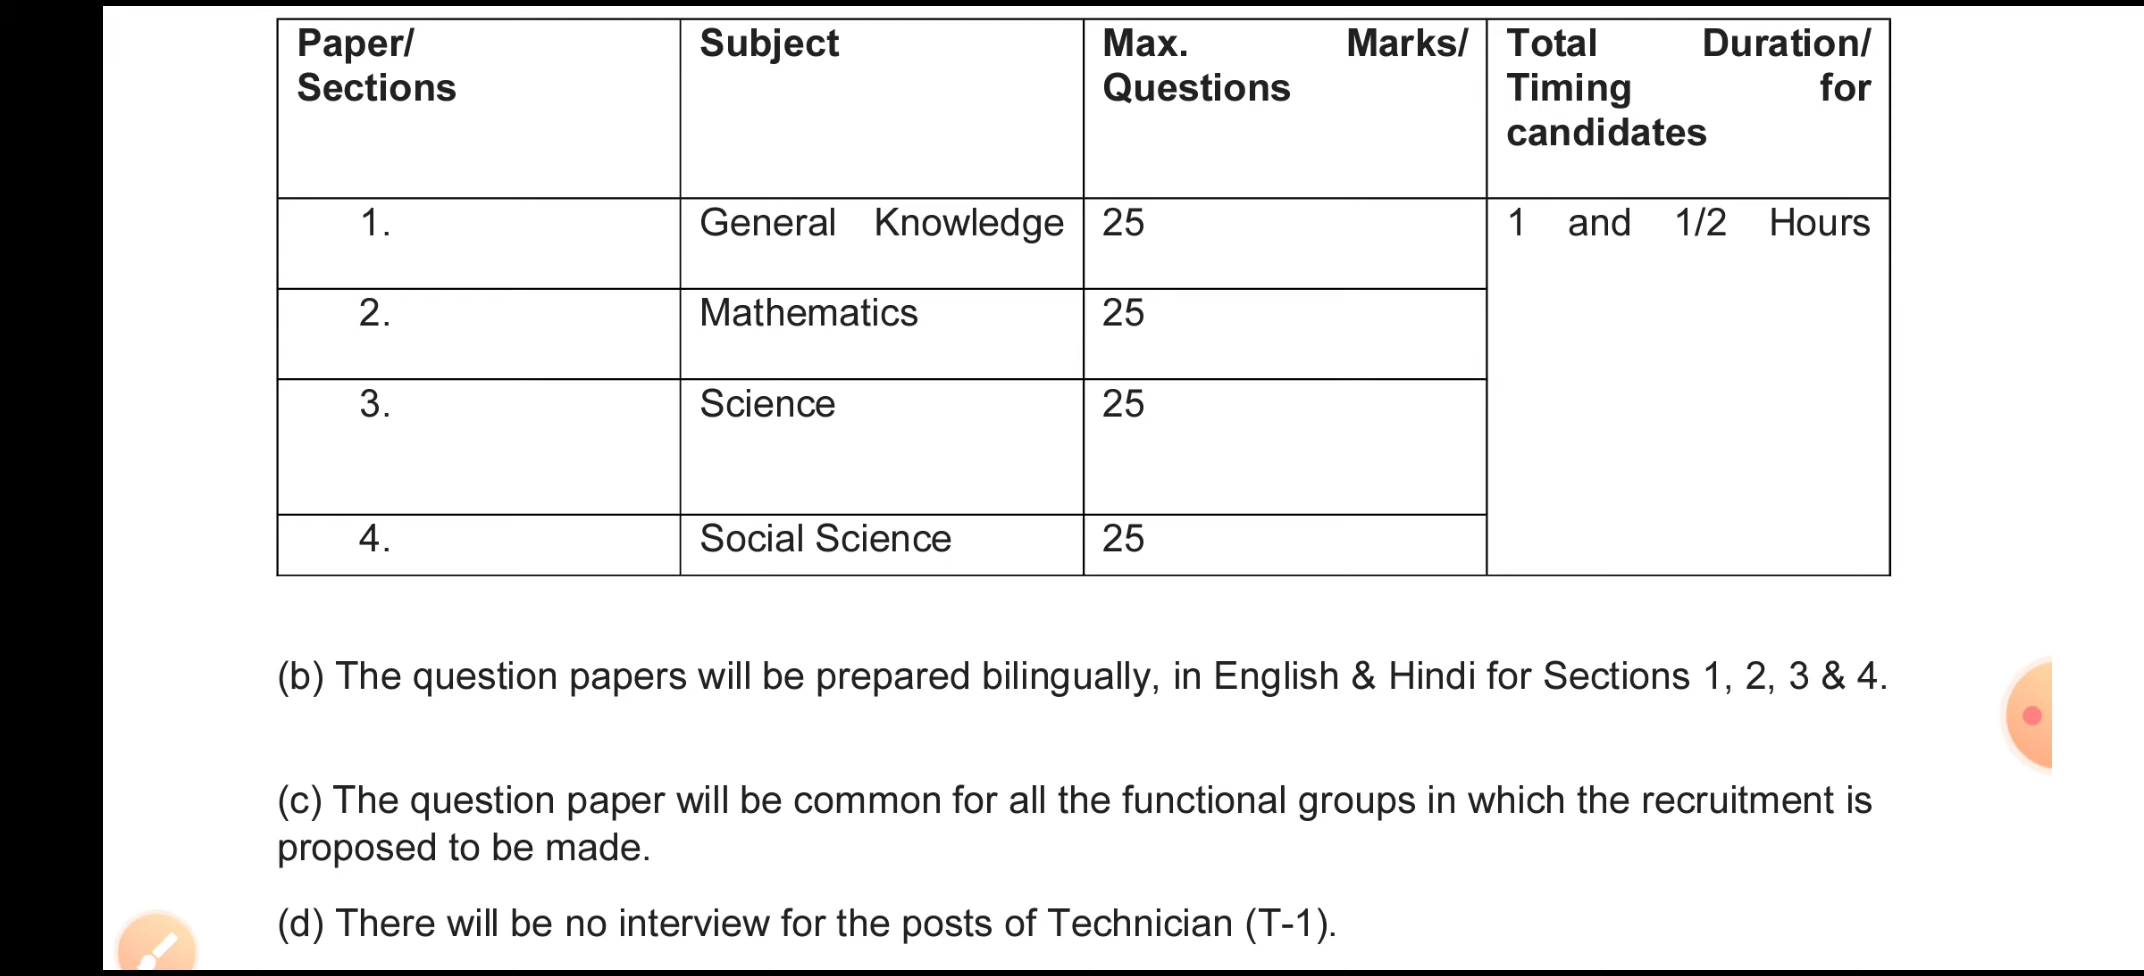 Paper/ Sections
Subject
Max. Marks/ Questions
Total Duration/ Timing for candidates
1. General Knowledge 25 1 and 1/2 Hours
2. Mathematics 25
3. Science 25
4. Social Science 25
(b) The question papers will be prepared bilingually, in English & Hindi for Sections 1, 2, 3 & 4.
(c) The question paper will be common for all the functional groups in which the recruitment is
proposed to be made.
(d) There will be no interview for the posts of Technician (T-1).